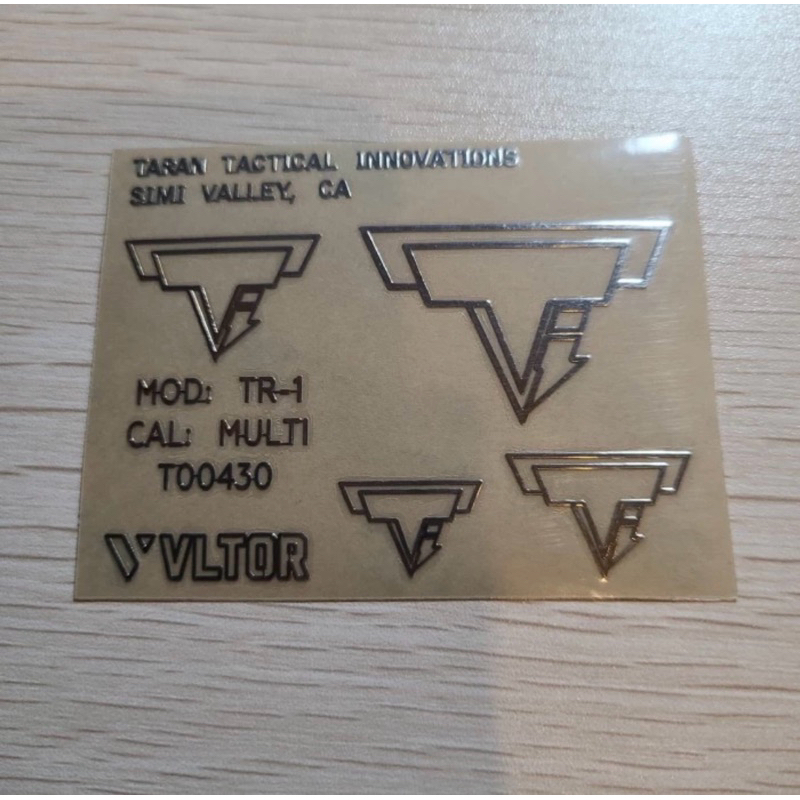 TARAN TACTICAL INNOVATIONS
SIMI VALLEY, CA
MOD: TR-1
CAL: MULTI
T00430
VLTOR